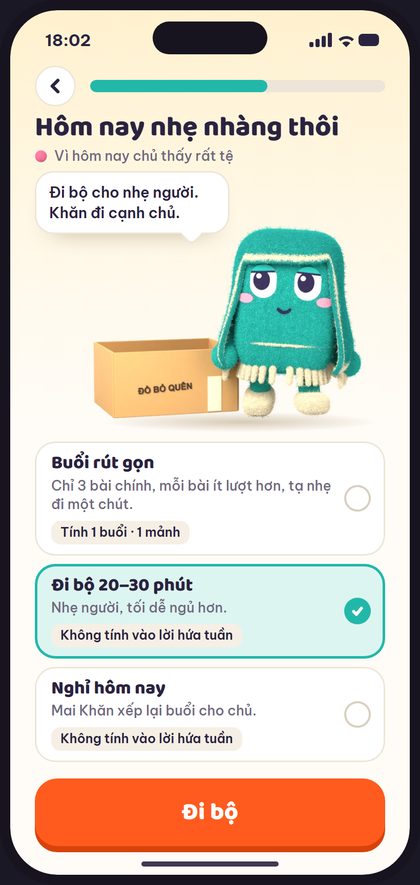 18:02
Hôm nay nhẹ nhàng thôi
Vì hôm nay chủ thấy rất tệ
Đi bộ cho nhẹ người.
Khăn đi cạnh chủ.
ĐỒ BỎ QUÊN
Buổi rút gọn
Chỉ 3 bài chính, mỗi bài ít lượt hơn, tạ nhẹ
đi một chút.
Tính 1 buổi · 1 mảnh
Đi bộ 20–30 phút
Nhẹ người, tối dễ ngủ hơn.
Không tính vào lời hứa tuần
Nghỉ hôm nay
Mai Khăn xếp lại buổi cho chủ.
Không tính vào lời hứa tuần
Đi bộ